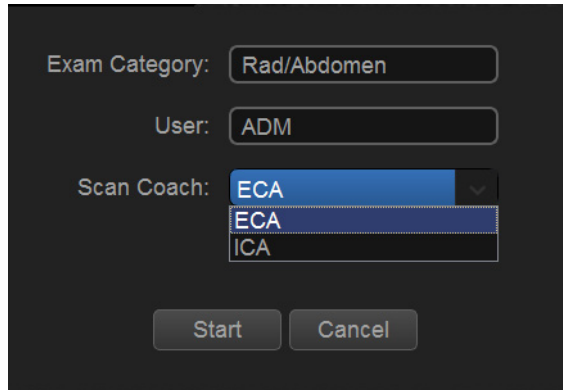 Exam Category: Rad/Abdomen
User: ADM
Scan Coach: ECA
ECA
ICA
Start Cancel